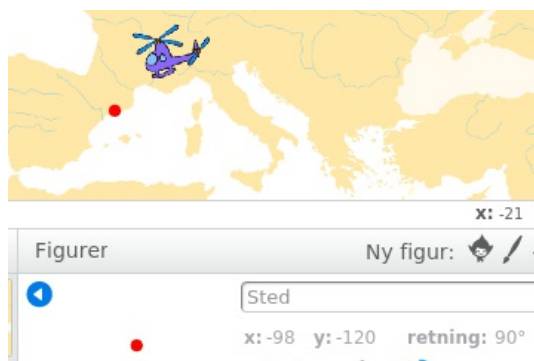 x: -21
Figurer
Ny figur:
Sted
x: -98 y: -120 retning: 90°